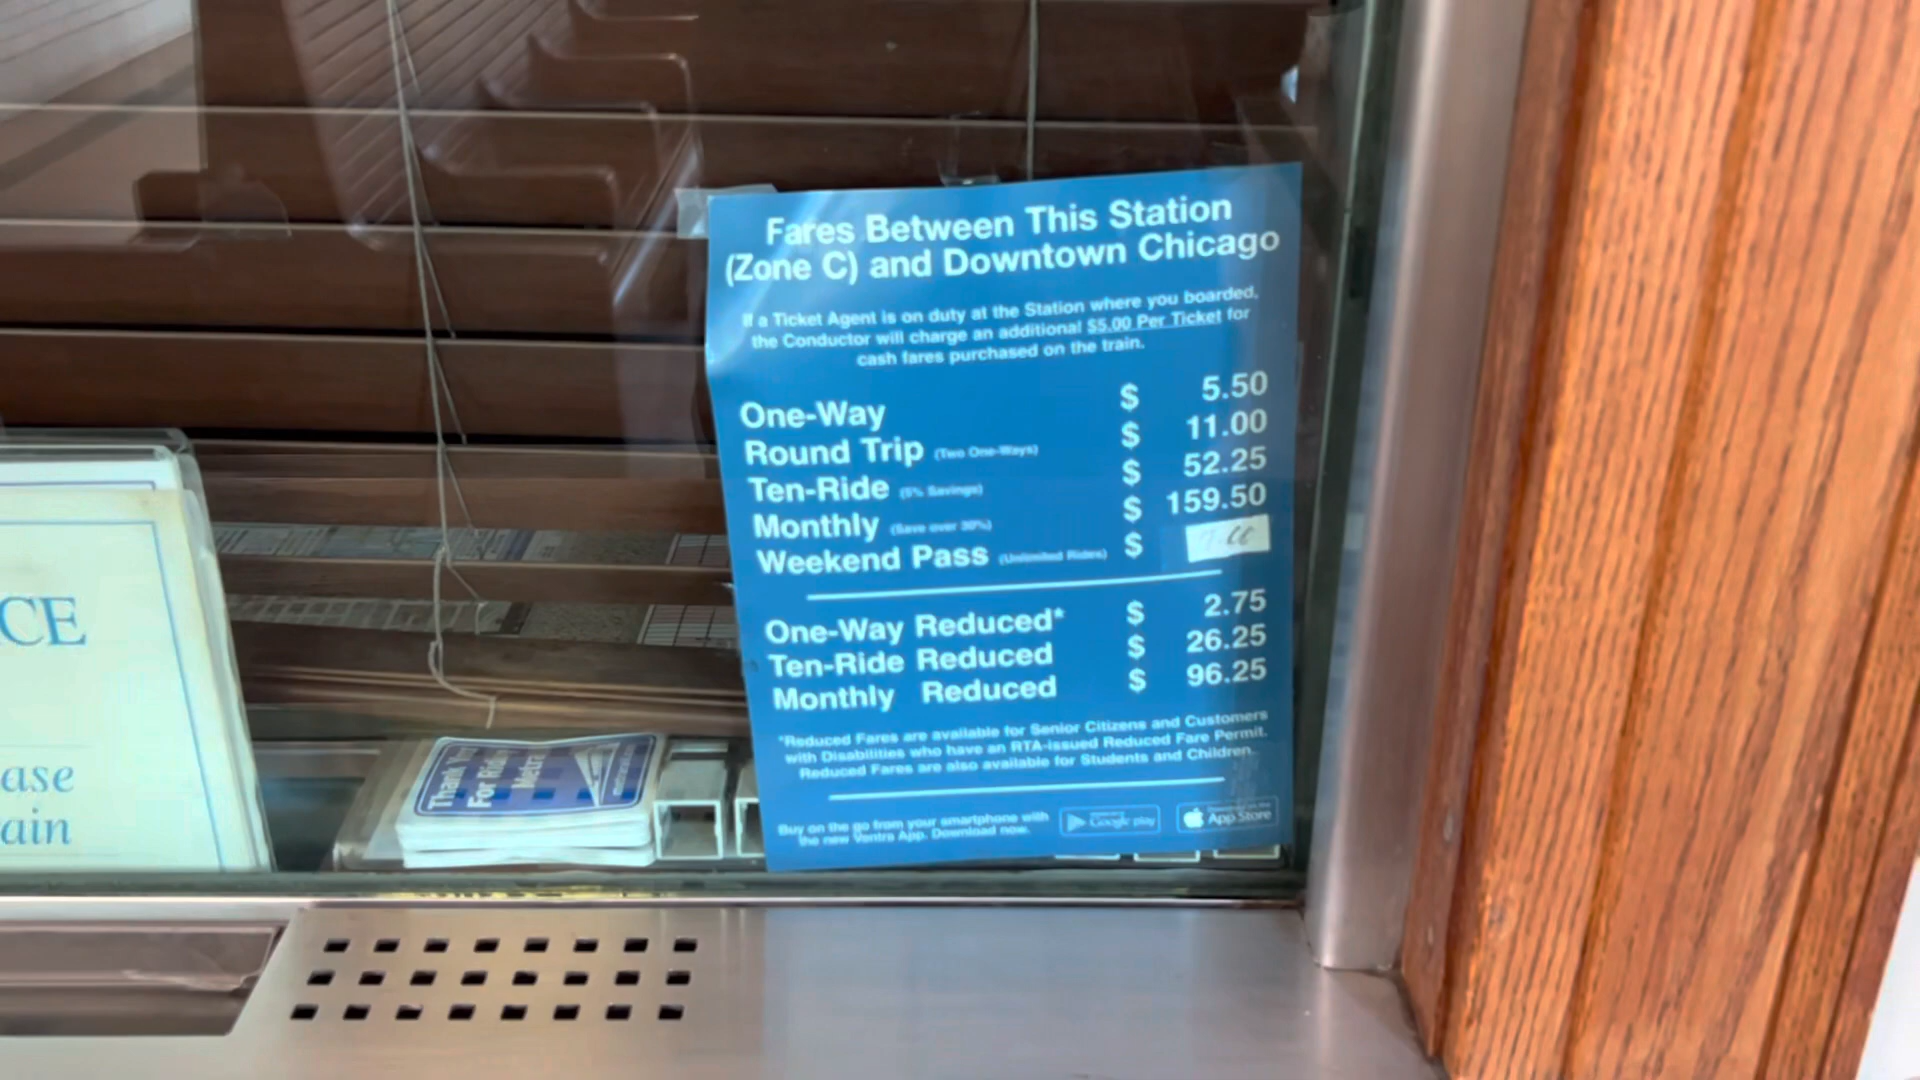 Fares Between This Station
(Zone C) and Downtown Chicago
If a Ticket Agent is on duty at the Station where you boarded,
the Conductor will charge an additional $5.00 Per Ticket for
cash fares purchased on the train.
One-Way $ 5.50
Round Trip (Two One-Ways) $ 11.00
Ten-Ride (5% Savings) $ 52.25
Monthly (Save over 30%) $ 159.50
Weekend Pass (Unlimited Rides) $
One-Way Reduced* $ 2.75
Ten-Ride Reduced $ 26.25
Monthly Reduced $ 96.25
*Reduced Fares are available for Senior Citizens and Customers
with Disabilities who have an RTA-issued Reduced Fare Permit.
Reduced Fares are also available for Students and Children.
Buy on the go from your smartphone with
the new Ventra App. Download now.
Google play
App Store
CE
ase
ain
Thank You
For Riding
Metra